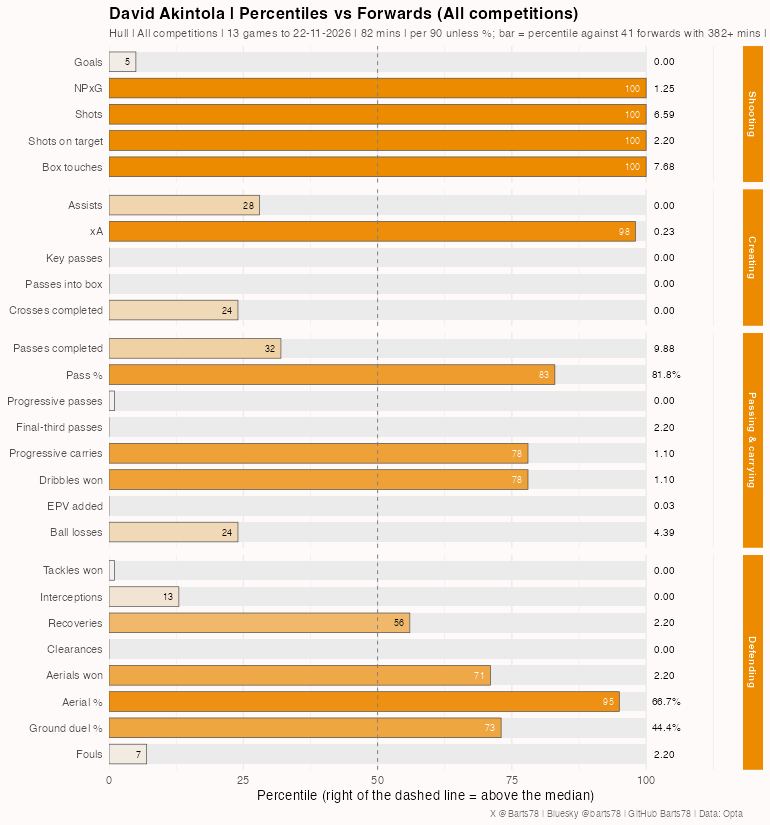 David Akintola | Percentiles vs Forwards (All competitions)
Hull | All competitions | 13 games to 22-11-2026 | 82 mins | per 90 unless %; bar = percentile against 41 forwards with 382+ mins |
Goals 5 0.00
NPxG 100 1.25
Shots 100 6.59
Shots on target 100 2.20
Box touches 100 7.68
Shooting
Assists 28 0.00
xA 98 0.23
Key passes 0.00
Passes into box 0.00
Crosses completed 24 0.00
Creating
Passes completed 32 9.88
Pass % 83 81.8%
Progressive passes 0.00
Final-third passes 2.20
Progressive carries 78 1.10
Dribbles won 78 1.10
EPV added 0.03
Ball losses 24 4.39
Passing & carrying
Tackles won 0.00
Interceptions 13 0.00
Recoveries 56 2.20
Clearances 0.00
Aerials won 71 2.20
Aerial % 95 66.7%
Ground duel % 73 44.4%
Fouls 7 2.20
Defending
0 25 50 75 100
Percentile (right of the dashed line = above the median)
X @Barts78 | Bluesky @barts78 | GitHub Barts78 | Data: Opta